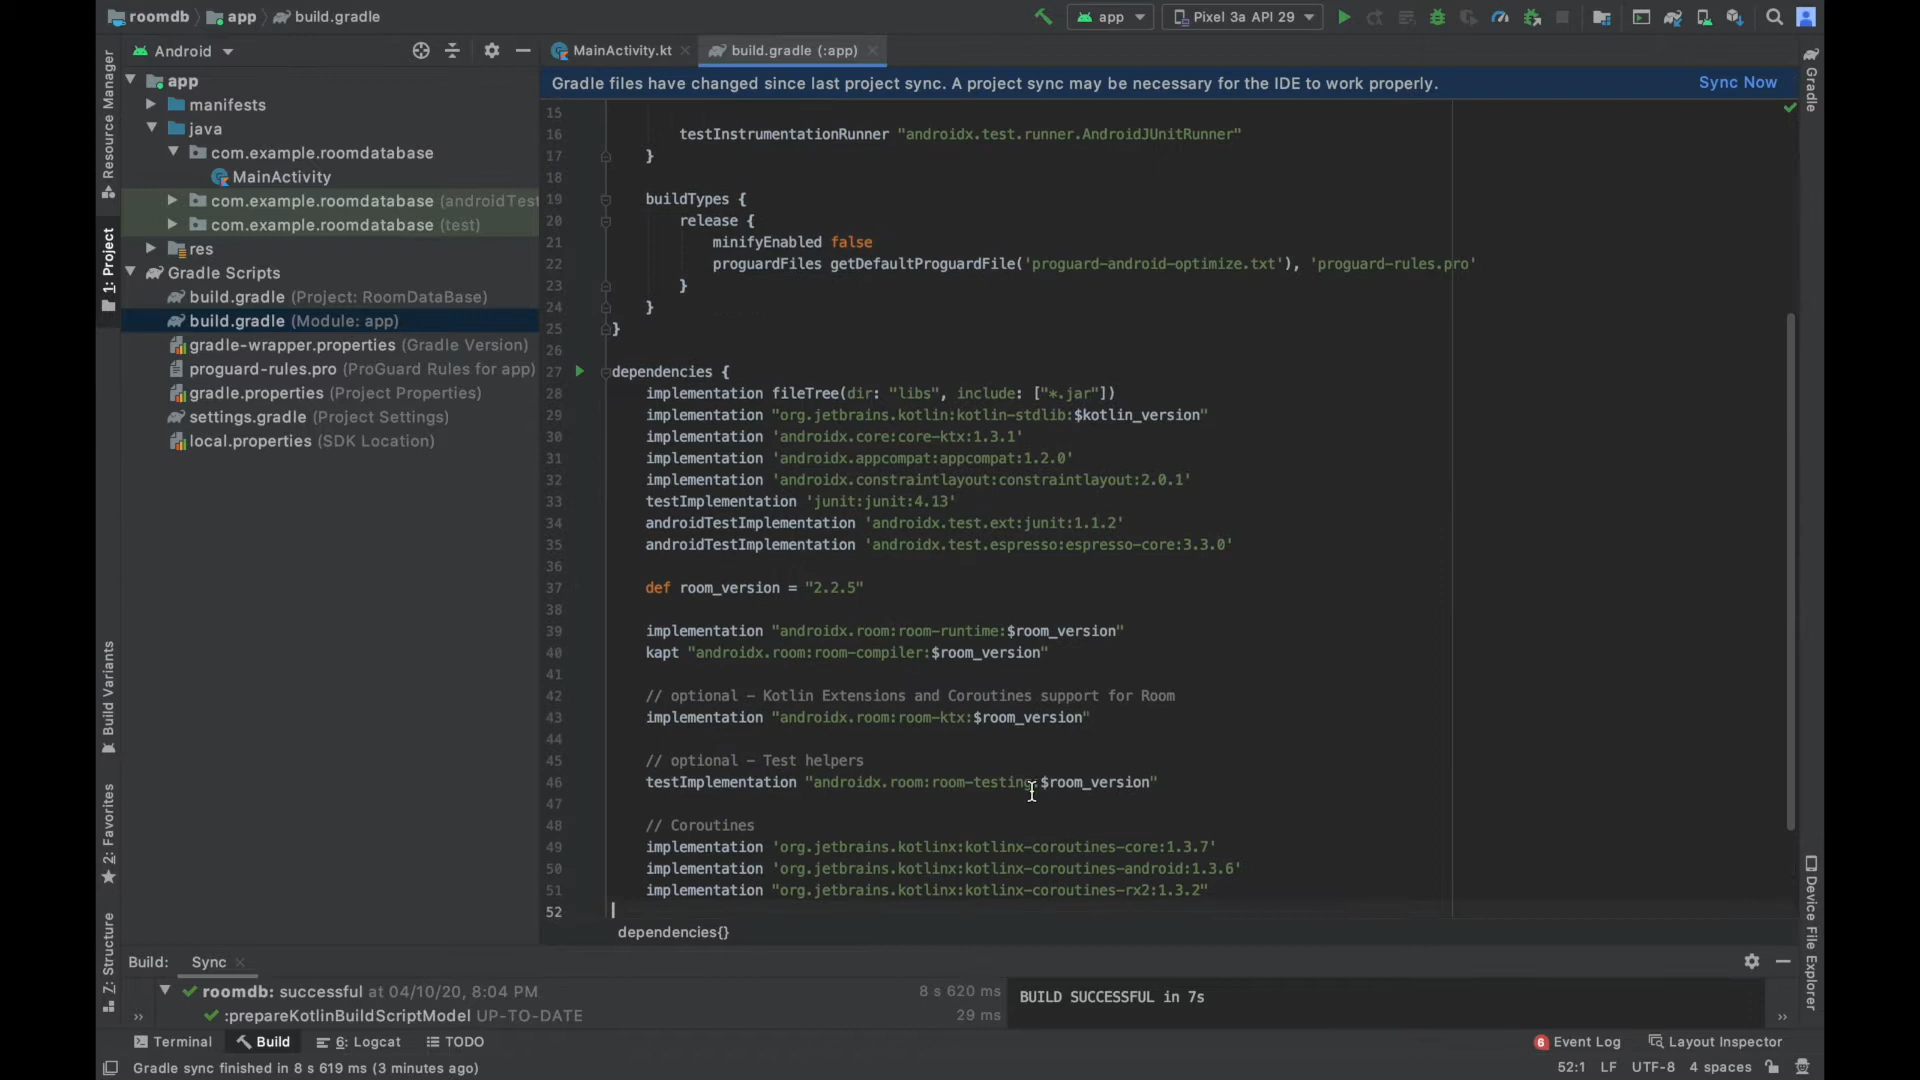 roomdb app build.gradle app Pixel 3a API 29
Android MainActivity.kt build.gradle (:app)
Gradle files have changed since last project sync. A project sync may be necessary for the IDE to work properly. Sync Now
Resource Manager
1: Project
Build Variants
2: Favorites
Z: Structure
app
manifests
java
com.example.roomdatabase
MainActivity
com.example.roomdatabase (androidTest
com.example.roomdatabase (test)
res
Gradle Scripts
build.gradle (Project: RoomDataBase)
build.gradle (Module: app)
gradle-wrapper.properties (Gradle Version)
proguard-rules.pro (ProGuard Rules for app)
gradle.properties (Project Properties)
settings.gradle (Project Settings)
local.properties (SDK Location)
15
16 testInstrumentationRunner "androidx.test.runner.AndroidJUnitRunner"
17 }
18
19 buildTypes {
20 release {
21 minifyEnabled false
22 proguardFiles getDefaultProguardFile('proguard-android-optimize.txt'), 'proguard-rules.pro'
23 }
24 }
25 }
26
27 dependencies {
28 implementation fileTree(dir: "libs", include: ["*.jar"])
29 implementation "org.jetbrains.kotlin:kotlin-stdlib:$kotlin_version"
30 implementation 'androidx.core:core-ktx:1.3.1'
31 implementation 'androidx.appcompat:appcompat:1.2.0'
32 implementation 'androidx.constraintlayout:constraintlayout:2.0.1'
33 testImplementation 'junit:junit:4.13'
34 androidTestImplementation 'androidx.test.ext:junit:1.1.2'
35 androidTestImplementation 'androidx.test.espresso:espresso-core:3.3.0'
36
37 def room_version = "2.2.5"
38
39 implementation "androidx.room:room-runtime:$room_version"
40 kapt "androidx.room:room-compiler:$room_version"
41
42 // optional - Kotlin Extensions and Coroutines support for Room
43 implementation "androidx.room:room-ktx:$room_version"
44
45 // optional - Test helpers
46 testImplementation "androidx.room:room-testing:$room_version"
47
48 // Coroutines
49 implementation 'org.jetbrains.kotlinx:kotlinx-coroutines-core:1.3.7'
50 implementation 'org.jetbrains.kotlinx:kotlinx-coroutines-android:1.3.6'
51 implementation "org.jetbrains.kotlinx:kotlinx-coroutines-rx2:1.3.2"
52
dependencies{}
Gradle
Device File Explorer
Build: Sync
roomdb: successful at 04/10/20, 8:04 PM 8 s 620 ms BUILD SUCCESSFUL in 7s
:prepareKotlinBuildScriptModel UP-TO-DATE 29 ms
Terminal Build 6: Logcat TODO 6 Event Log Layout Inspector
Gradle sync finished in 8 s 619 ms (3 minutes ago) 52:1 LF UTF-8 4 spaces